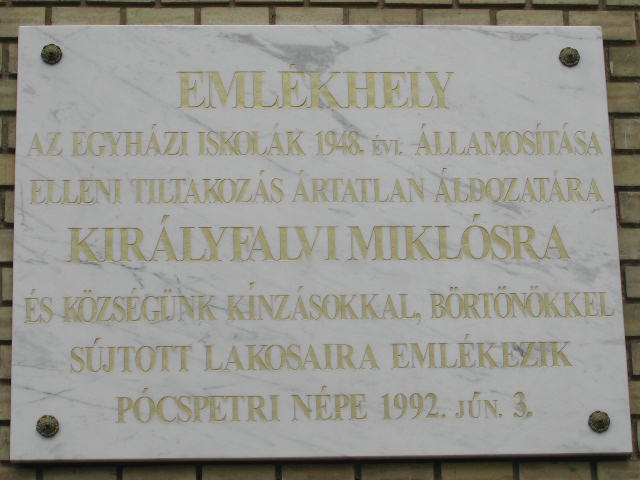 EMLÉKHELY
AZ EGYHÁZI ISKOLÁK 1948. ÉVI. ÁLLAMOSÍTÁSA
ELLENI TILTAKOZÁS ÁRTATLAN ÁLDOZATÁRA
KIRÁLYFALVI MIKLÓSRA
ÉS KÖZSÉGÜNK KÍNZÁSOKKAL, BÖRTÖNÖKKEL
SÚJTOTT LAKOSAIRA EMLÉKEZIK
PÓCSPETRI NÉPE 1992. JÚN. 3.